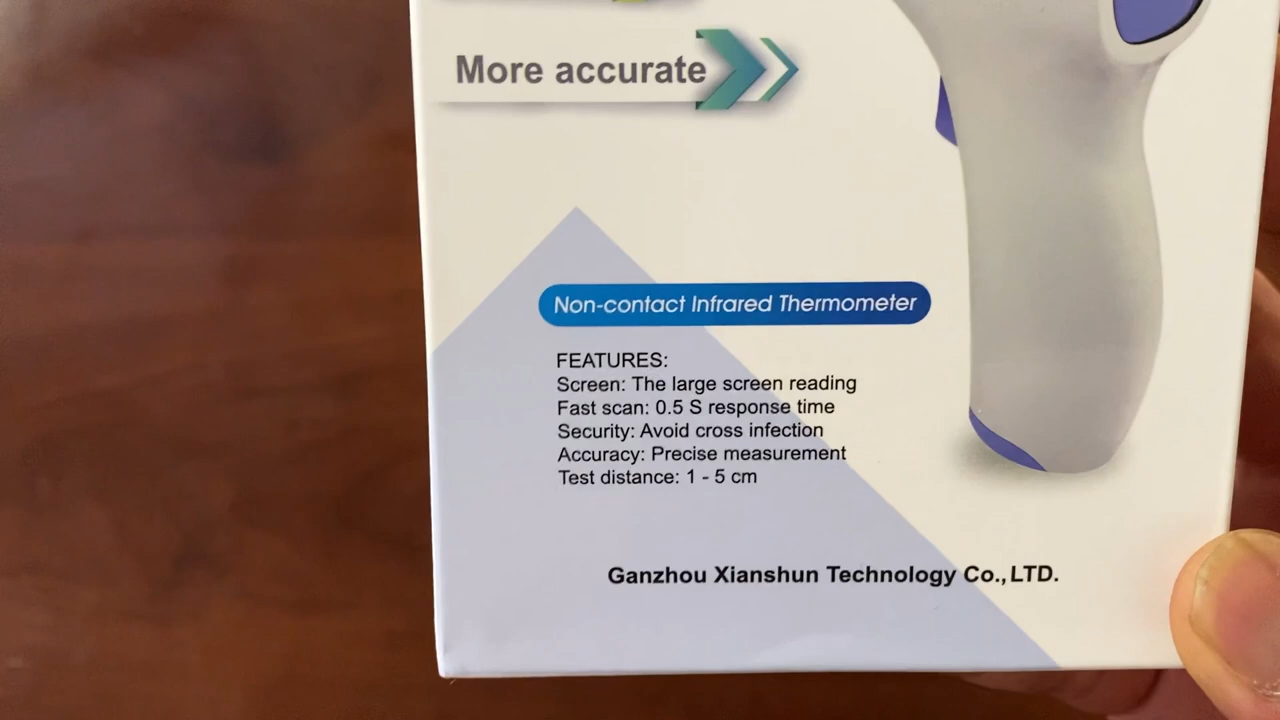 More accurate
Non-contact Infrared Thermometer
FEATURES:
Screen: The large screen reading
Fast scan: 0.5 S response time
Security: Avoid cross infection
Accuracy: Precise measurement
Test distance: 1 - 5 cm
Ganzhou Xianshun Technology Co.,LTD.